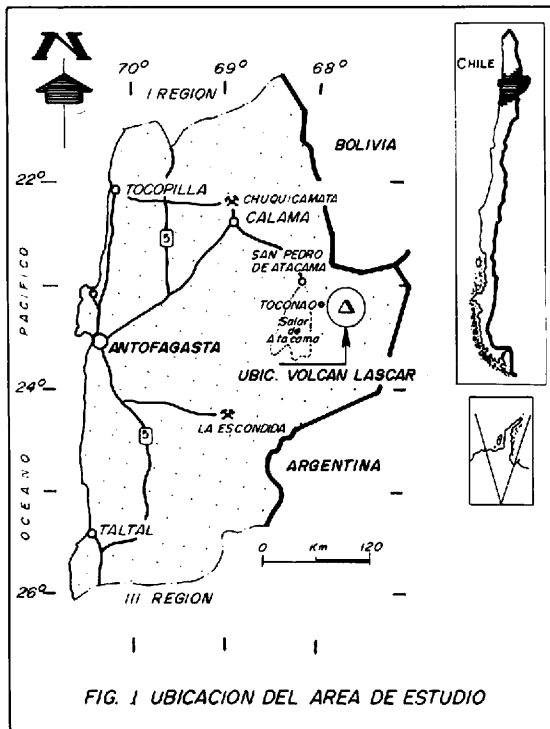 N
70° 69° 68°
I REGION
BOLIVIA
CHILE
22°
TOCOPILLA
CHUQUICAMATA
CALAMA
5
SAN PEDRO
DE ATACAMA
TOCONAO
Salar
de
Atacama
PACIFICO
ANTOFAGASTA
UBIC. VOLCAN LASCAR
24°
LA ESCONDIDA
5
ARGENTINA
OCEANO
TALTAL
0 Km 120
26°
III REGION
FIG. 1 UBICACION DEL AREA DE ESTUDIO